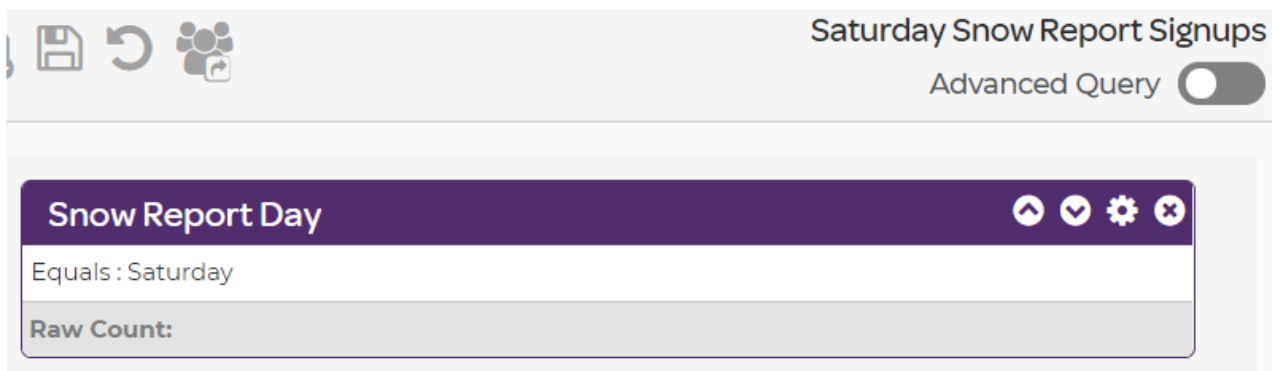 Saturday Snow Report Signups
Advanced Query
Snow Report Day
Equals : Saturday
Raw Count: